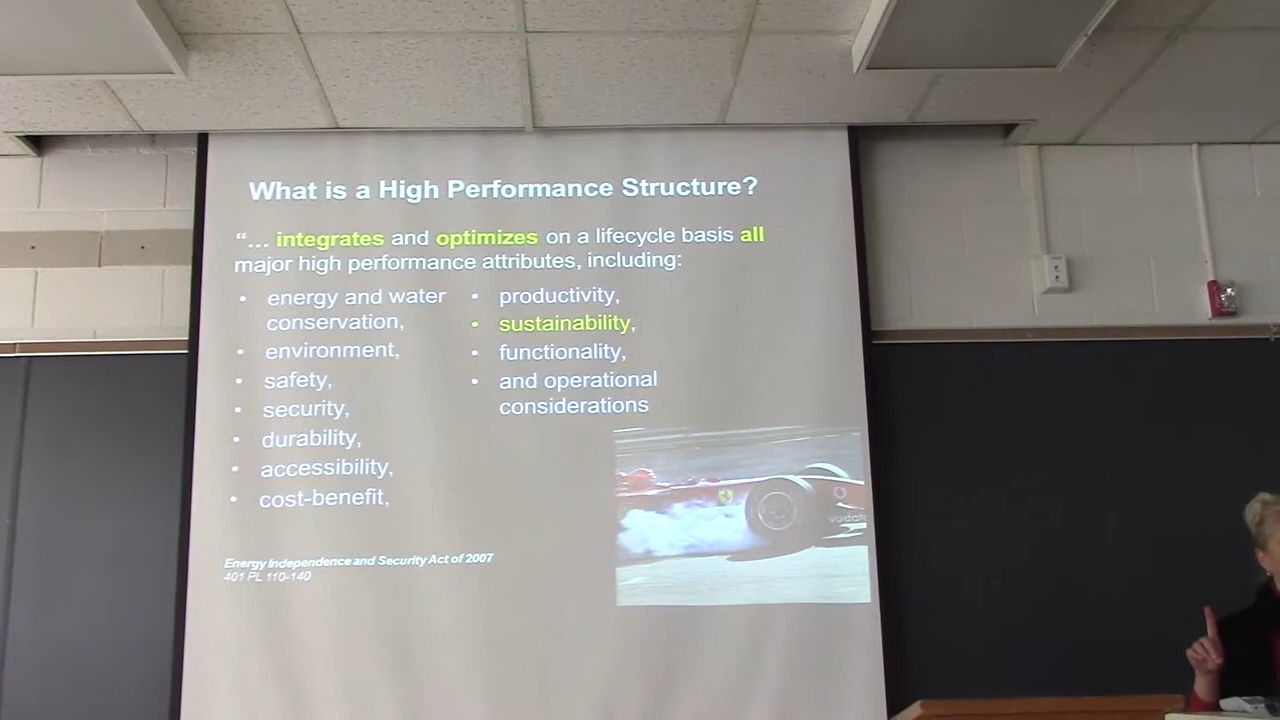 What is a High Performance Structure?
“... integrates and optimizes on a lifecycle basis all
major high performance attributes, including:
• energy and water
conservation,
• environment,
• safety,
• security,
• durability,
• accessibility,
• cost-benefit,
• productivity,
• sustainability,
• functionality,
• and operational
considerations
Energy Independence and Security Act of 2007
401 PL 110-140
vodafo